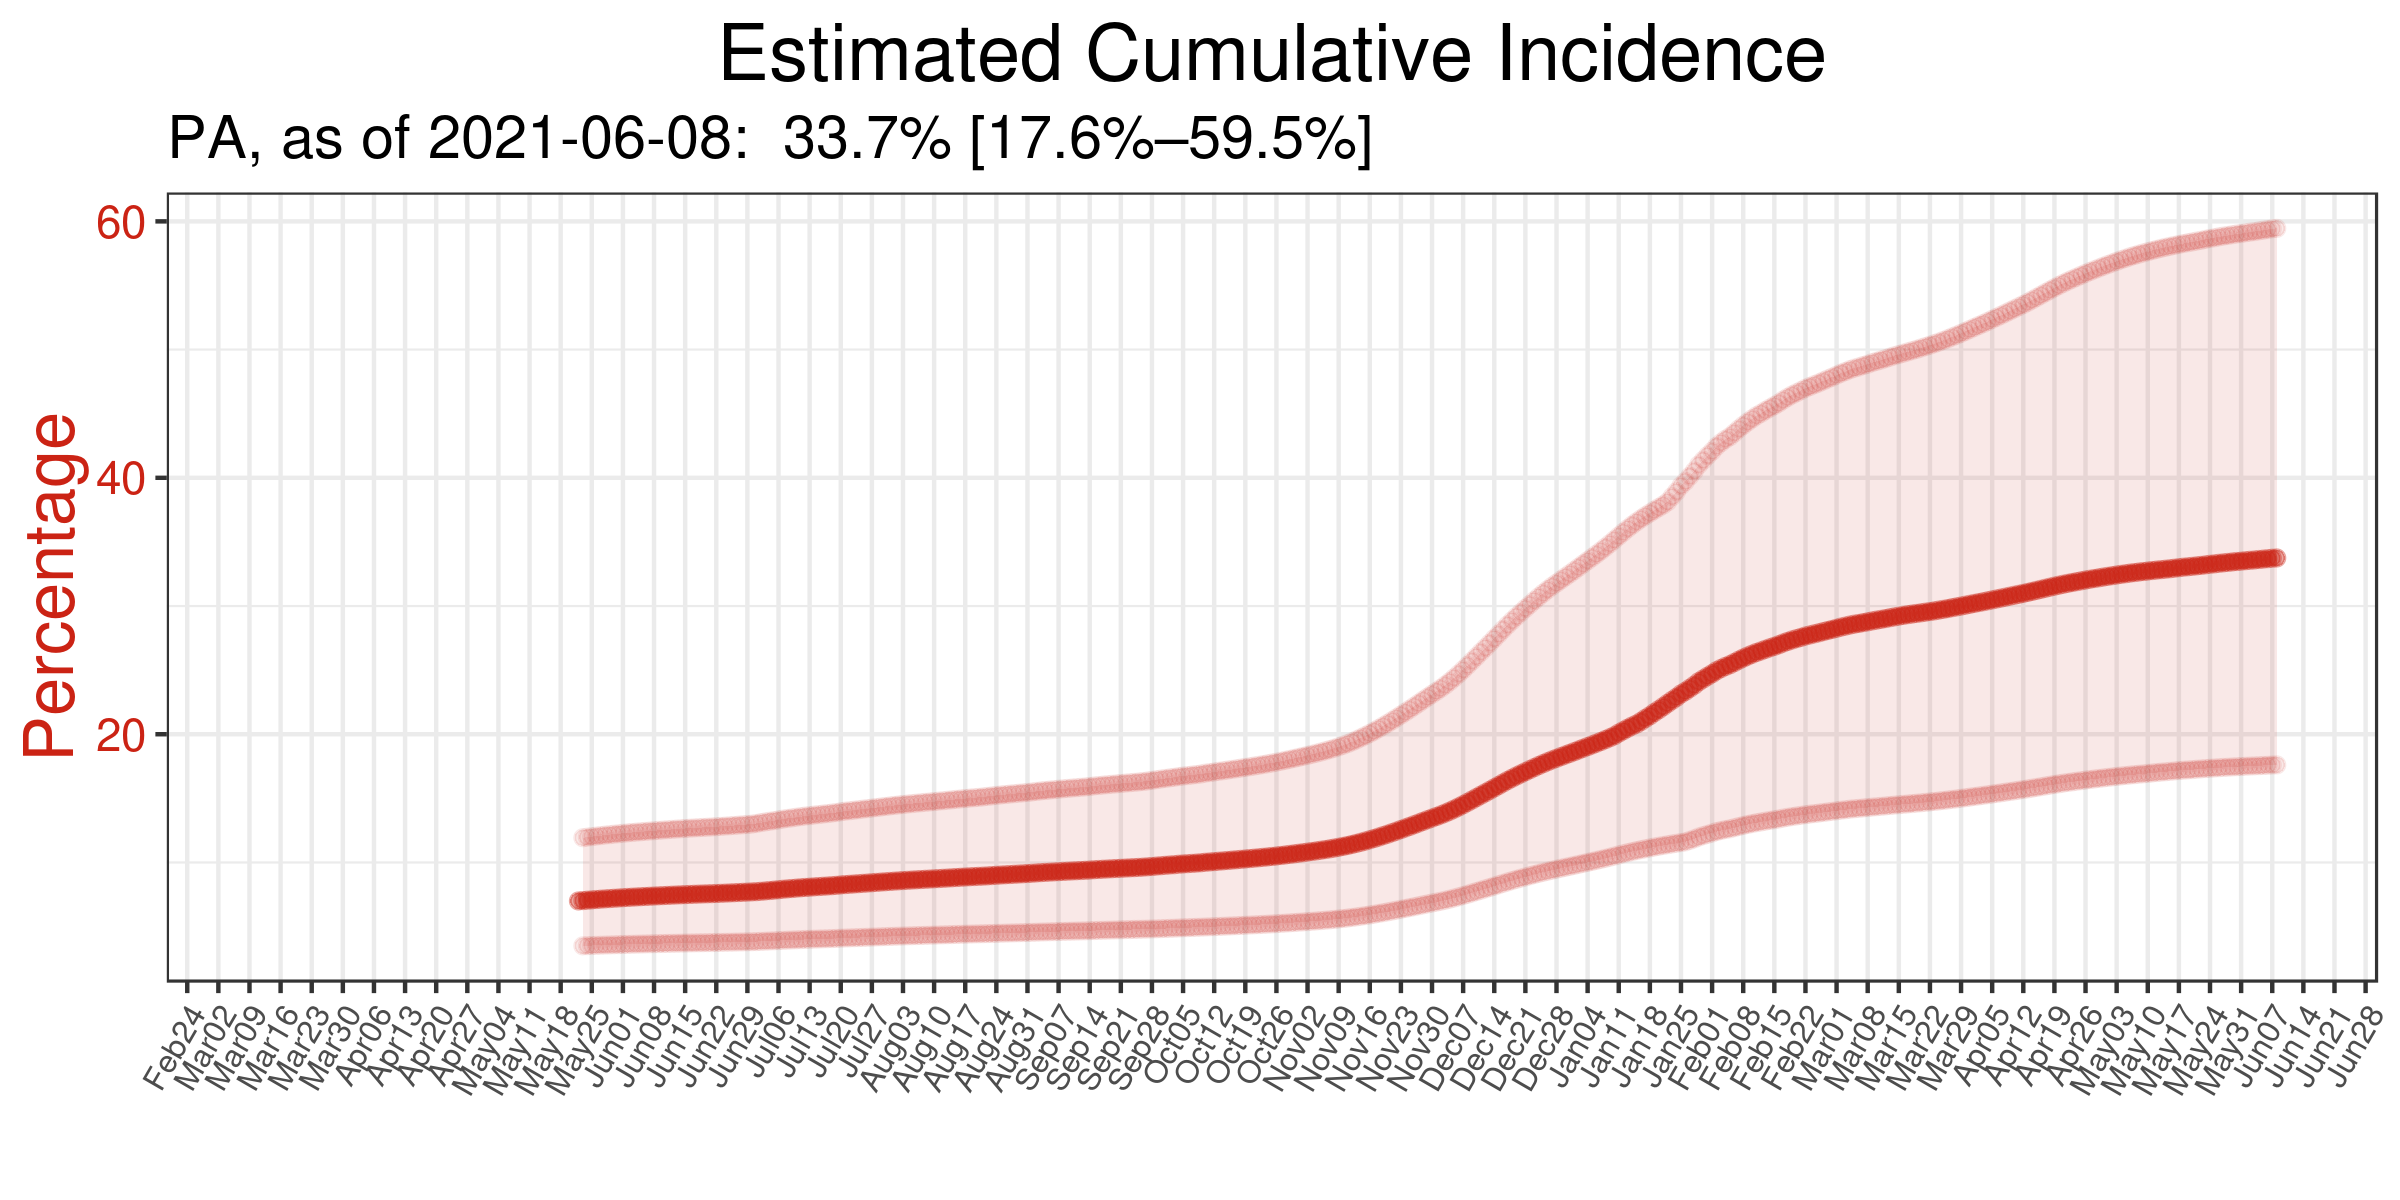 Estimated Cumulative Incidence
PA, as of 2021-06-08: 33.7% [17.6%–59.5%]
Percentage
60
40
20
Feb24
Mar02
Mar09
Mar16
Mar23
Mar30
Apr06
Apr13
Apr20
Apr27
May04
May11
May18
May25
Jun01
Jun08
Jun15
Jun22
Jun29
Jul06
Jul13
Jul20
Jul27
Aug03
Aug10
Aug17
Aug24
Aug31
Sep07
Sep14
Sep21
Sep28
Oct05
Oct12
Oct19
Oct26
Nov02
Nov09
Nov16
Nov23
Nov30
Dec07
Dec14
Dec21
Dec28
Jan04
Jan11
Jan18
Jan25
Feb01
Feb08
Feb15
Feb22
Mar01
Mar08
Mar15
Mar22
Mar29
Apr05
Apr12
Apr19
Apr26
May03
May10
May17
May24
May31
Jun07
Jun14
Jun21
Jun28